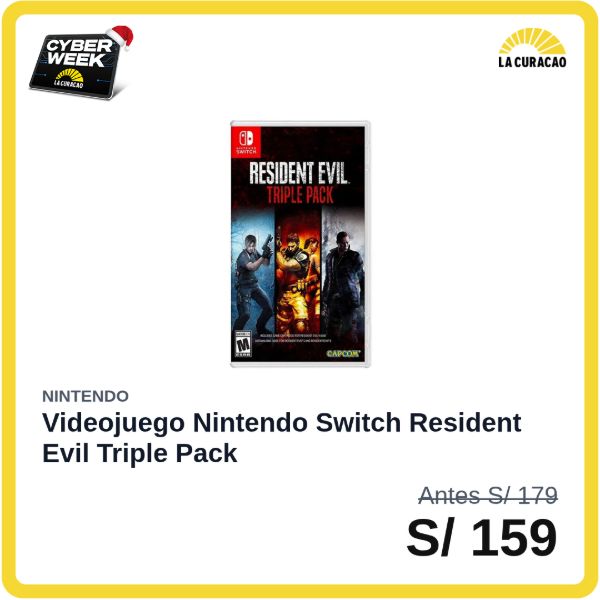 CYBER
WEEK
LA CURACAO
LA CURACAO
NINTENDO
SWITCH
RESIDENT EVIL
TRIPLE PACK
M
CAPCOM
NINTENDO
Videojuego Nintendo Switch Resident
Evil Triple Pack
Antes S/ 179
S/ 159